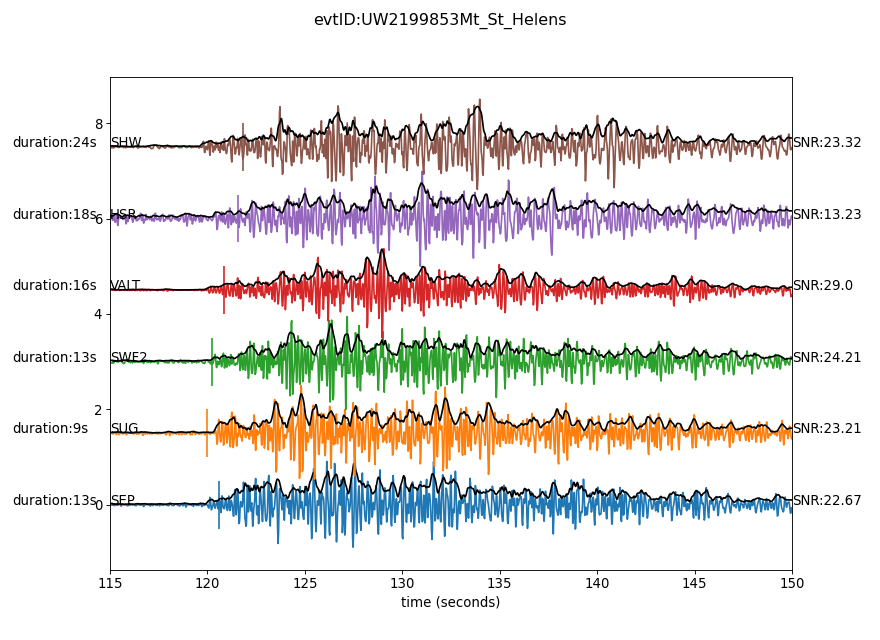 evtID:UW2199853Mt_St_Helens
8
duration:24s SHW SNR:23.32
duration:18s HSR SNR:13.23
6
duration:16s VALT SNR:29.0
4
duration:13s SWF2 SNR:24.21
2
duration:9s SUG SNR:23.21
duration:13s SEP SNR:22.67
0
115 120 125 130 135 140 145 150
time (seconds)